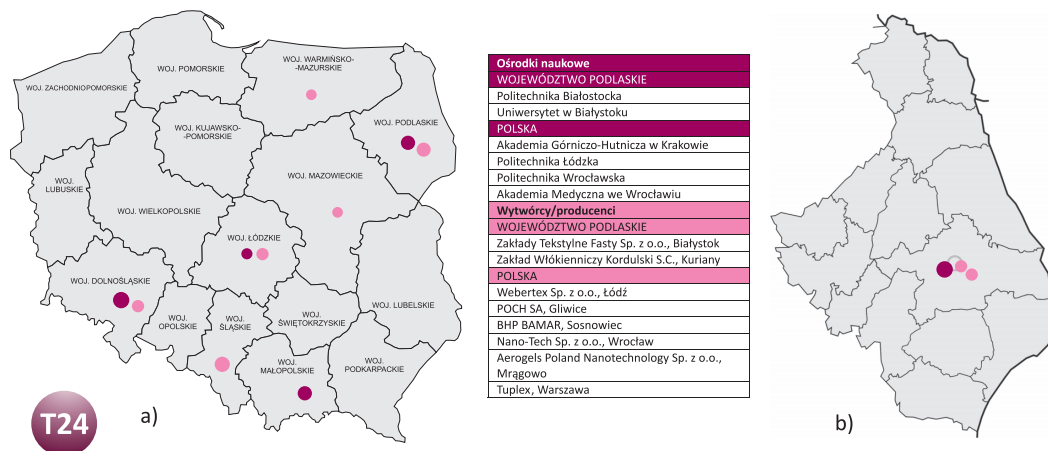 WOJ. POMORSKIE
WOJ. WARMIŃSKO-
-MAZURSKIE
WOJ. ZACHODNIOPOMORSKIE
WOJ. KUJAWSKO-
-POMORSKIE
WOJ. PODLASKIE
WOJ. MAZOWIECKIE
WOJ.
LUBUSKIE
WOJ. WIELKOPOLSKIE
WOJ. ŁÓDZKIE
WOJ. DOLNOŚLĄSKIE
WOJ. LUBELSKIE
WOJ.
OPOLSKIE
WOJ.
ŚLĄSKIE
WOJ.
ŚWIĘTOKRZYSKIE
WOJ.
MAŁOPOLSKIE
WOJ.
PODKARPACKIE
T24
a)
Ośrodki naukowe
WOJEWÓDZTWO PODLASKIE
Politechnika Białostocka
Uniwersytet w Białystoku
POLSKA
Akademia Górniczo-Hutnicza w Krakowie
Politechnika Łódzka
Politechnika Wrocławska
Akademia Medyczna we Wrocławiu
Wytwórcy/producenci
WOJEWÓDZTWO PODLASKIE
Zakłady Tekstylne Fasty Sp. z o.o., Białystok
Zakład Włókienniczy Kordulski S.C., Kuriany
POLSKA
Webertex Sp. z o.o., Łódź
POCH SA, Gliwice
BHP BAMAR, Sosnowiec
Nano-Tech Sp. z o.o., Wrocław
Aerogels Poland Nanotechnology Sp. z o.o.,
Mrągowo
Tuplex, Warszawa
b)